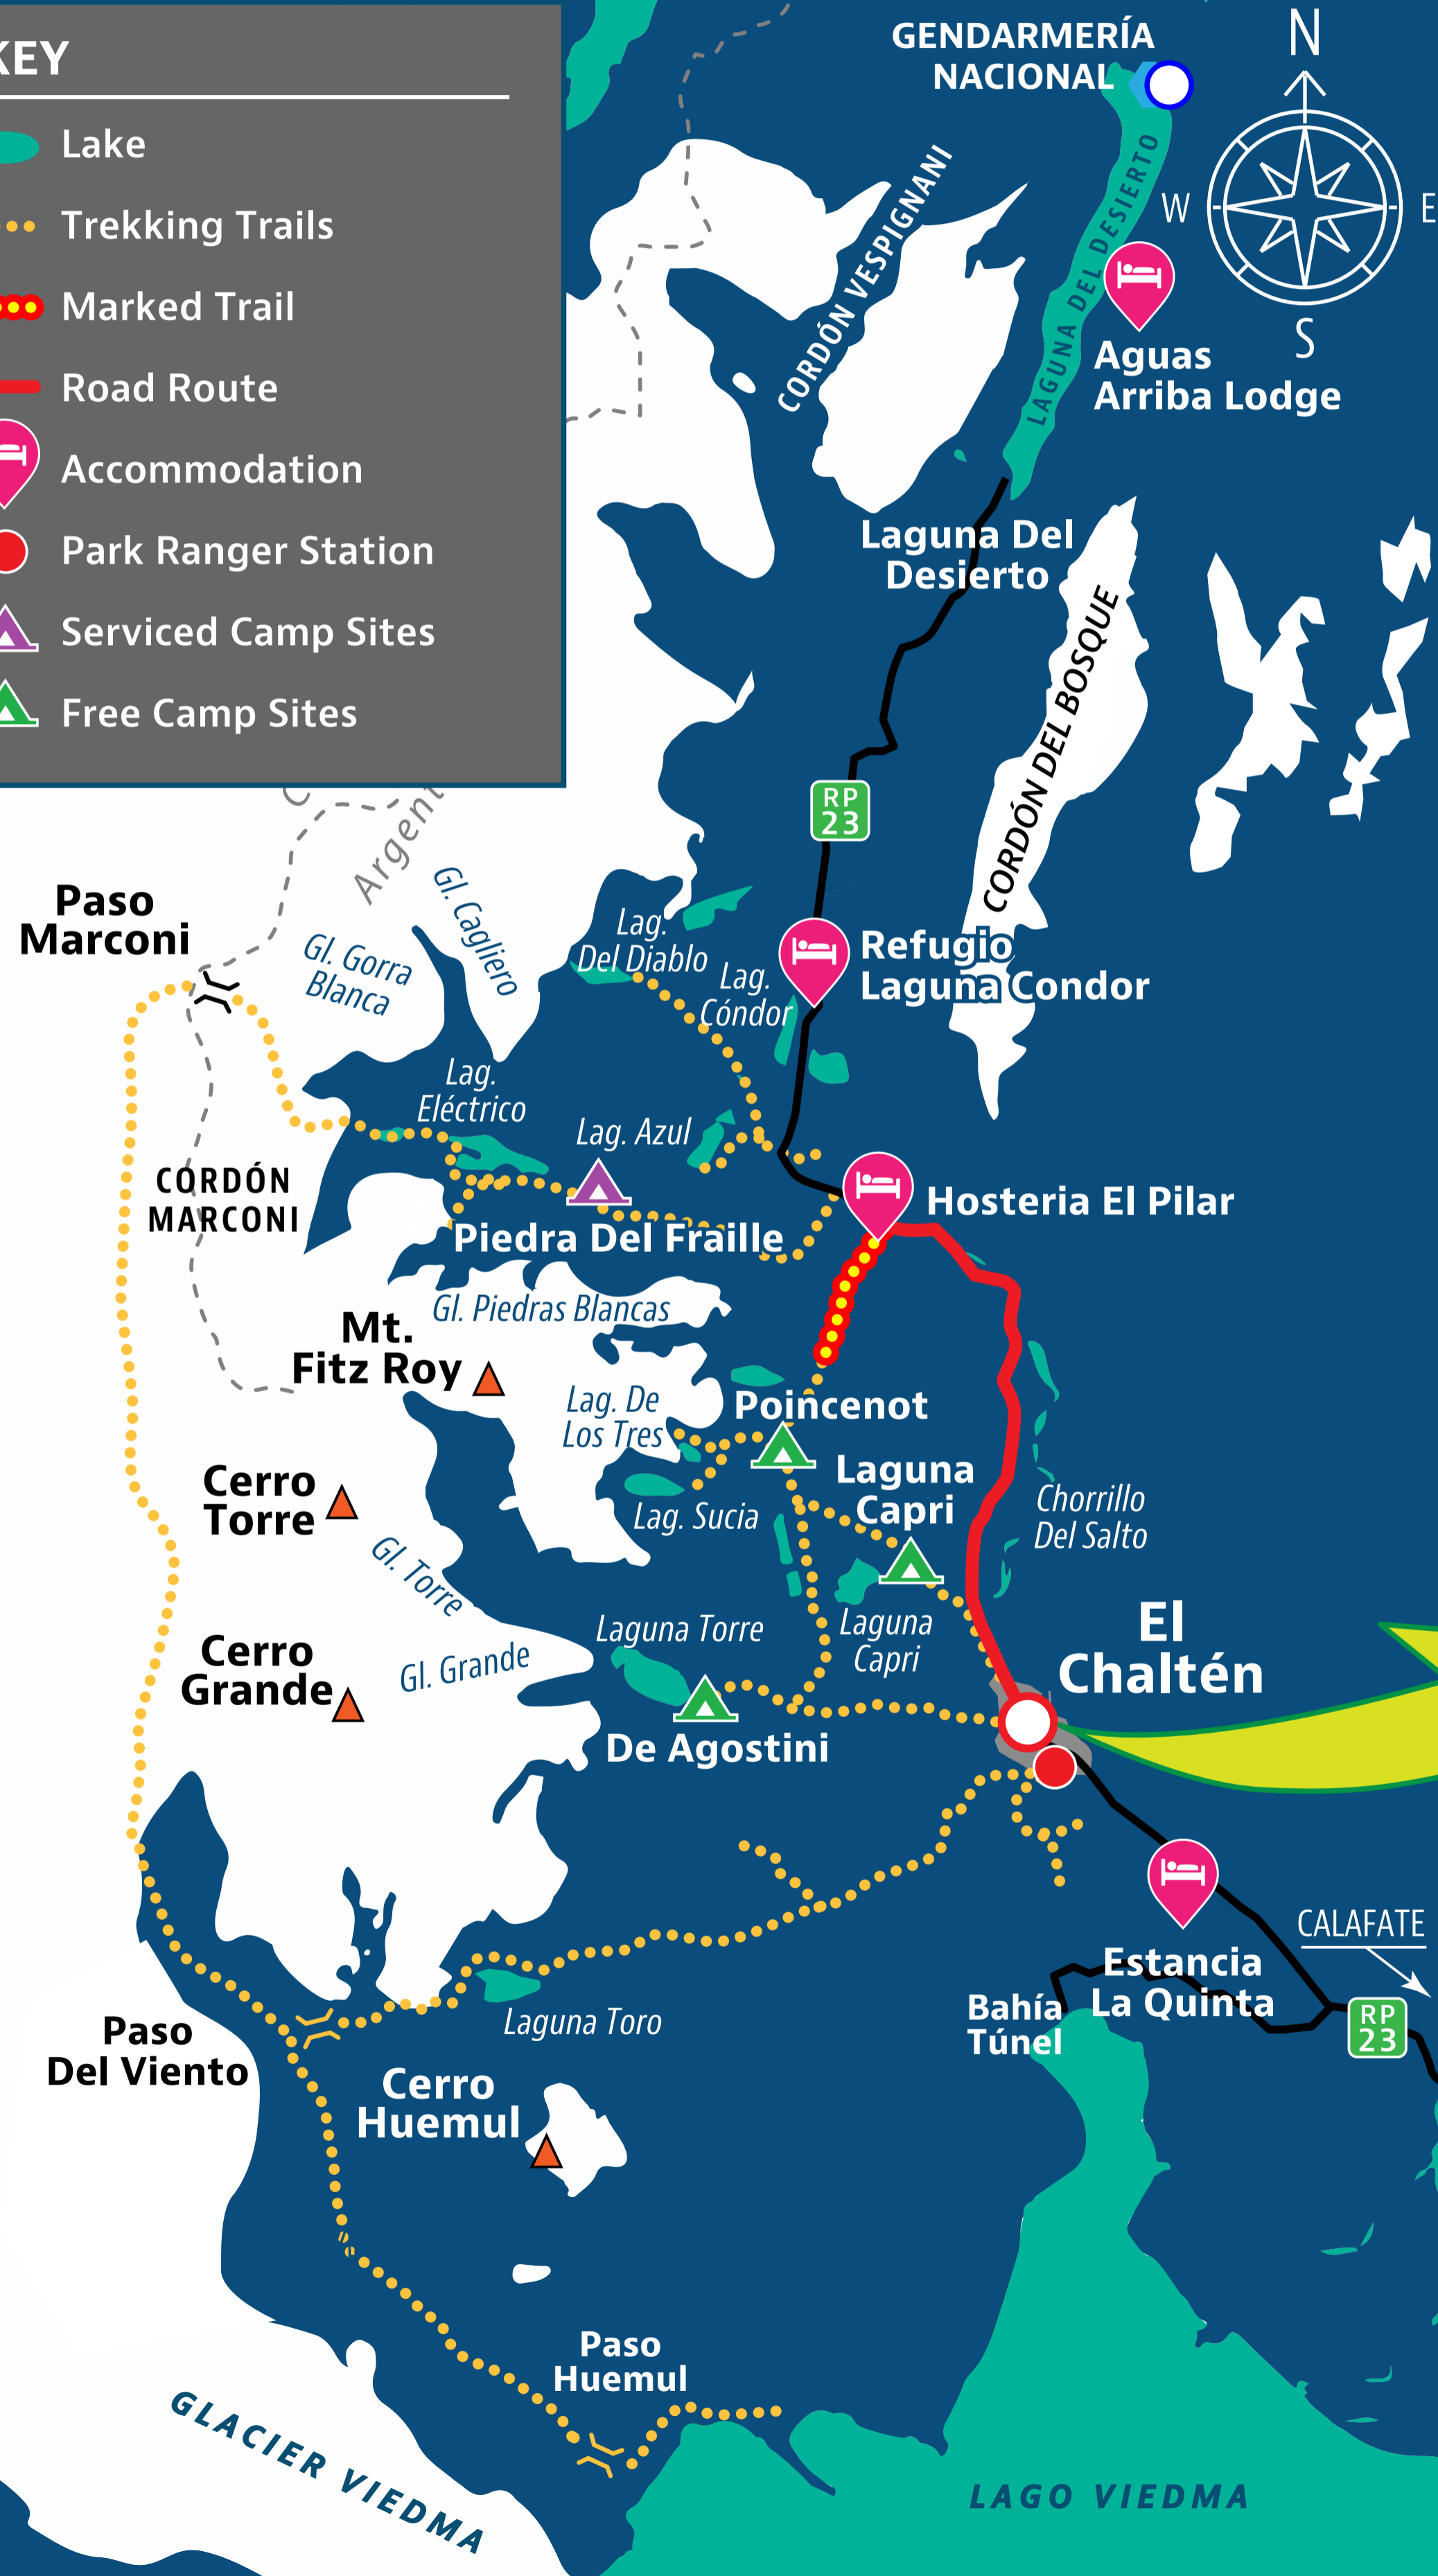 KEY
Lake
Trekking Trails
Marked Trail
Road Route
Accommodation
Park Ranger Station
Serviced Camp Sites
Free Camp Sites
GENDARMERÍA
NACIONAL
N
W
E
S
LAGUNA DEL DESIERTO
CORDÓN VESPIGNANI
Aguas
Arriba Lodge
Laguna Del
Desierto
CORDÓN DEL BOSQUE
RP
23
Argent
Paso
Marconi
Gl. Gorra
Blanca
Gl. Cagliero
Lag.
Del Diablo
Lag.
Cóndor
Refugio
Laguna Condor
Lag.
Eléctrico
Lag. Azul
CORDÓN
MARCONI
Piedra Del Fraille
Hosteria El Pilar
Gl. Piedras Blancas
Mt.
Fitz Roy
Lag. De
Los Tres
Poincenot
Laguna
Capri
Cerro
Torre
Lag. Sucia
Chorrillo
Del Salto
Gl. Torre
Laguna Torre
Laguna
Capri
El
Chaltén
Cerro
Grande
Gl. Grande
De Agostini
CALAFATE
Estancia
La Quinta
Bahía
Túnel
RP
23
Laguna Toro
Paso
Del Viento
Cerro
Huemul
Paso
Huemul
GLACIER VIEDMA
LAGO VIEDMA